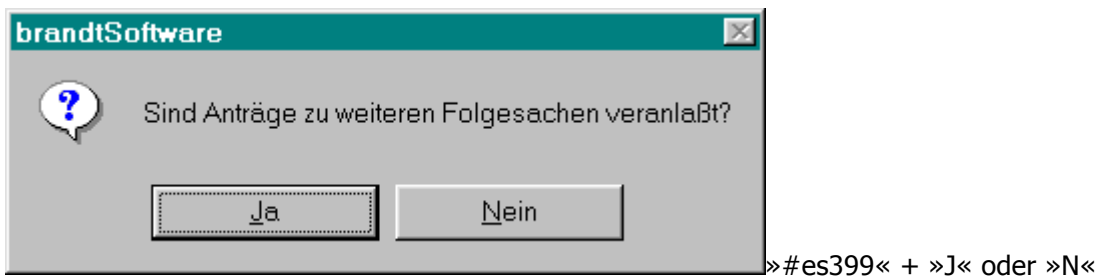 brandtSoftware
?
Sind Anträge zu weiteren Folgesachen veranlaßt?
Ja
Nein
»#es399« + »J« oder »N«